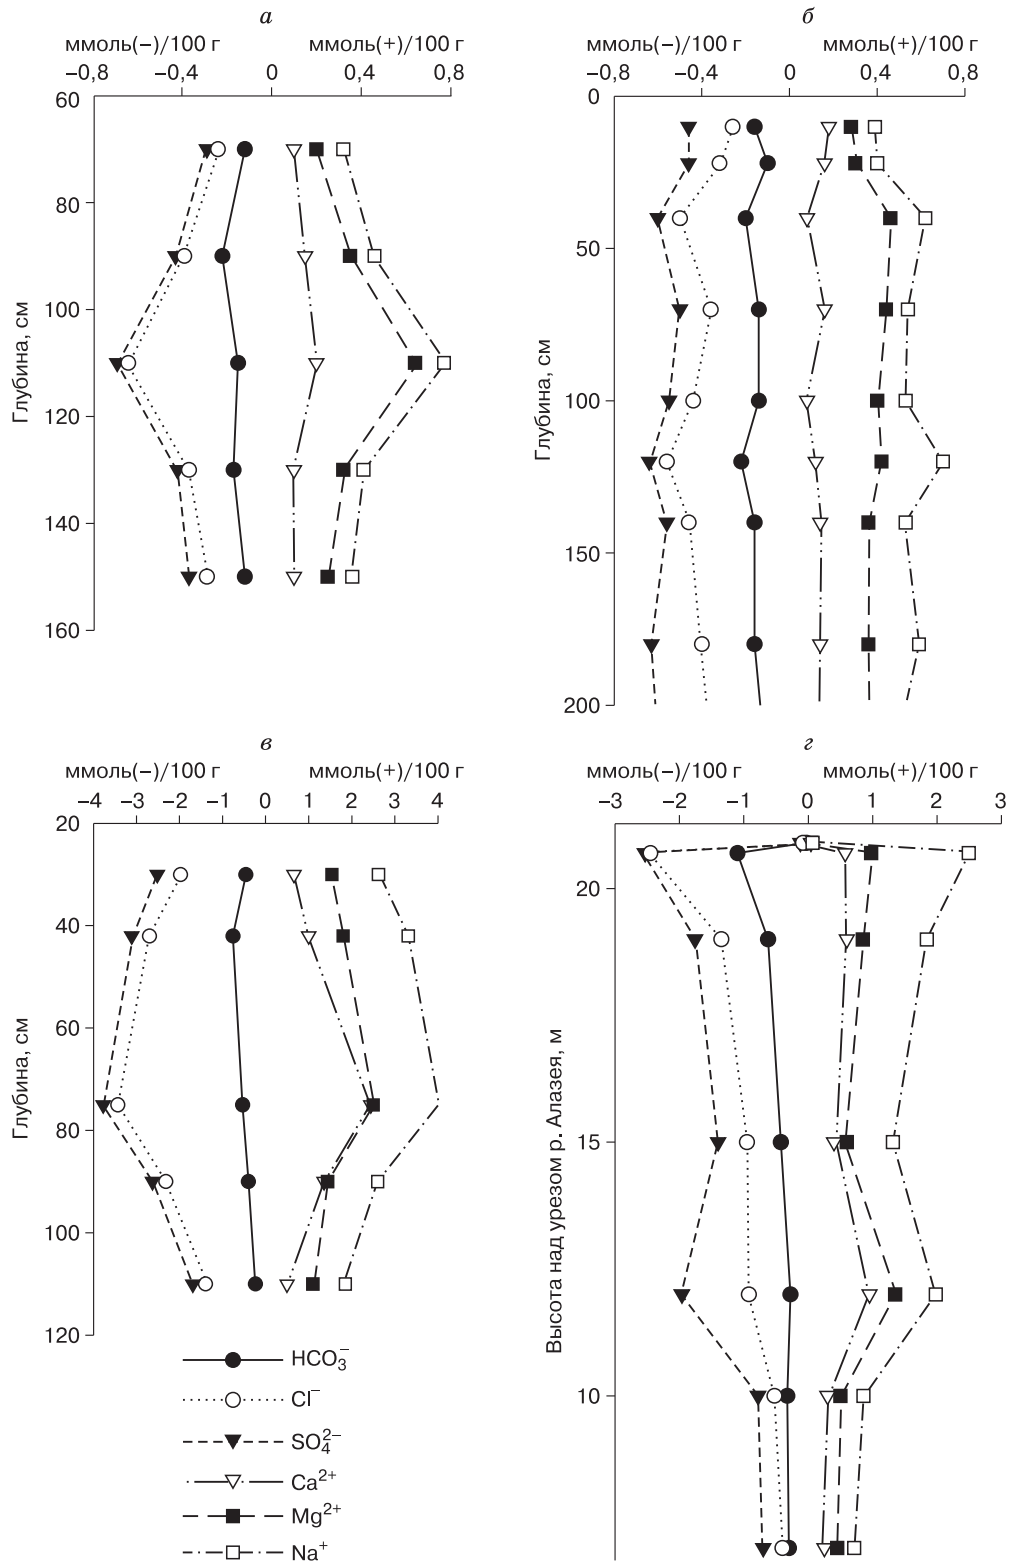 а
ммоль(–)/100 г ммоль(+)/100 г
–0,8 –0,4 0 0,4 0,8
60
80
100
120
140
160
Глубина, см
б
ммоль(–)/100 г ммоль(+)/100 г
–0,8 –0,4 0 0,4 0,8
0
50
100
150
200
Глубина, см
в
ммоль(–)/100 г ммоль(+)/100 г
–4 –3 –2 –1 0 1 2 3 4
20
40
60
80
100
120
Глубина, см
г
ммоль(–)/100 г ммоль(+)/100 г
–3 –2 –1 0 1 2 3
20
15
10
Высота над урезом р. Алазея, м
HCO₃⁻
Cl⁻
SO₄²⁻
Ca²⁺
Mg²⁺
Na⁺